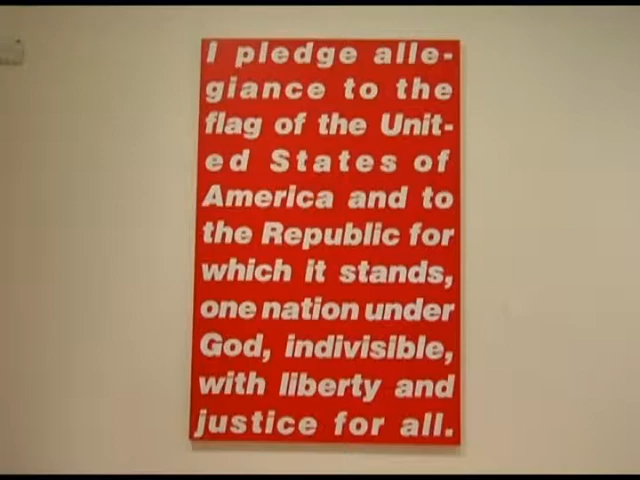 i pledge alle-
giance to the
flag of the Unit-
ed States of
America and to
the Republic for
which it stands,
one nation under
God, indivisible,
with liberty and
justice for all.